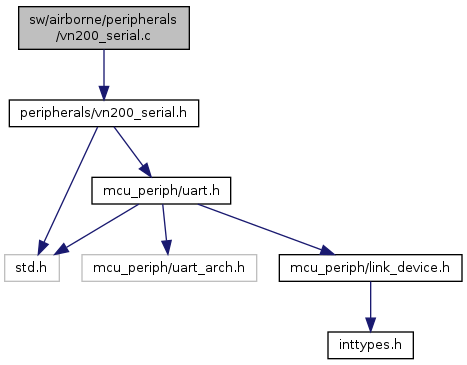 sw/airborne/peripherals
/vn200_serial.c
peripherals/vn200_serial.h
mcu_periph/uart.h
std.h
mcu_periph/uart_arch.h
mcu_periph/link_device.h
inttypes.h